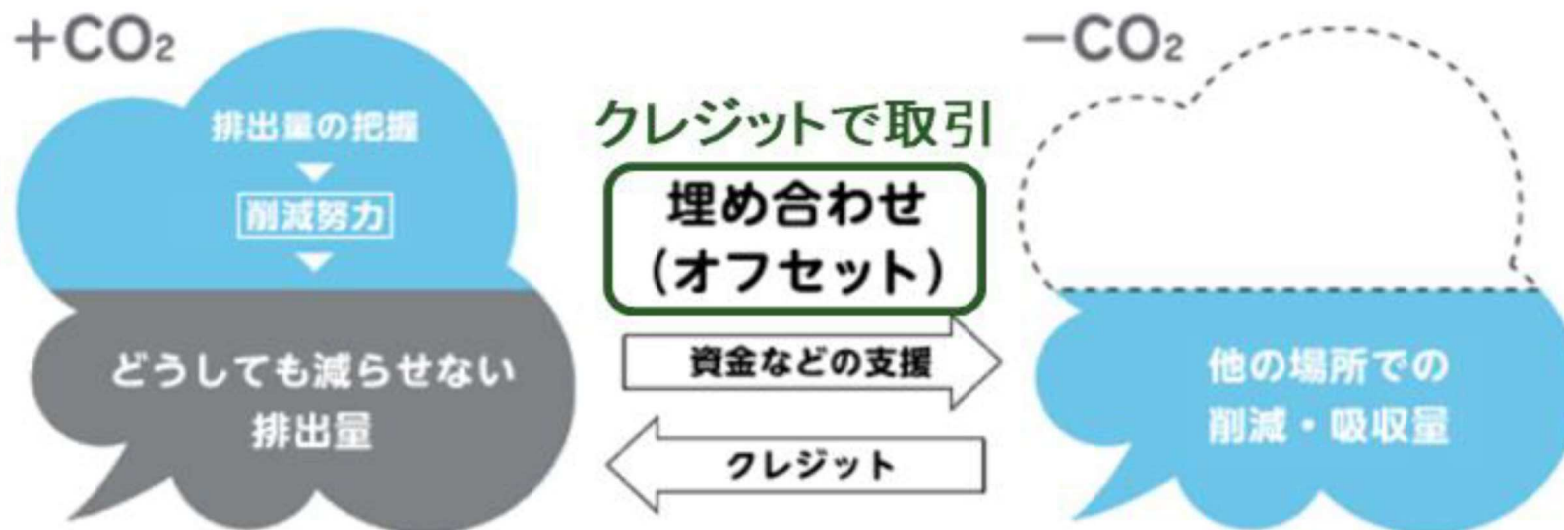 +CO₂
排出量の把握
削減努力
どうしても減らせない
排出量
クレジットで取引
埋め合わせ
(オフセット)
資金などの支援
クレジット
-CO₂
他の場所での
削減・吸収量